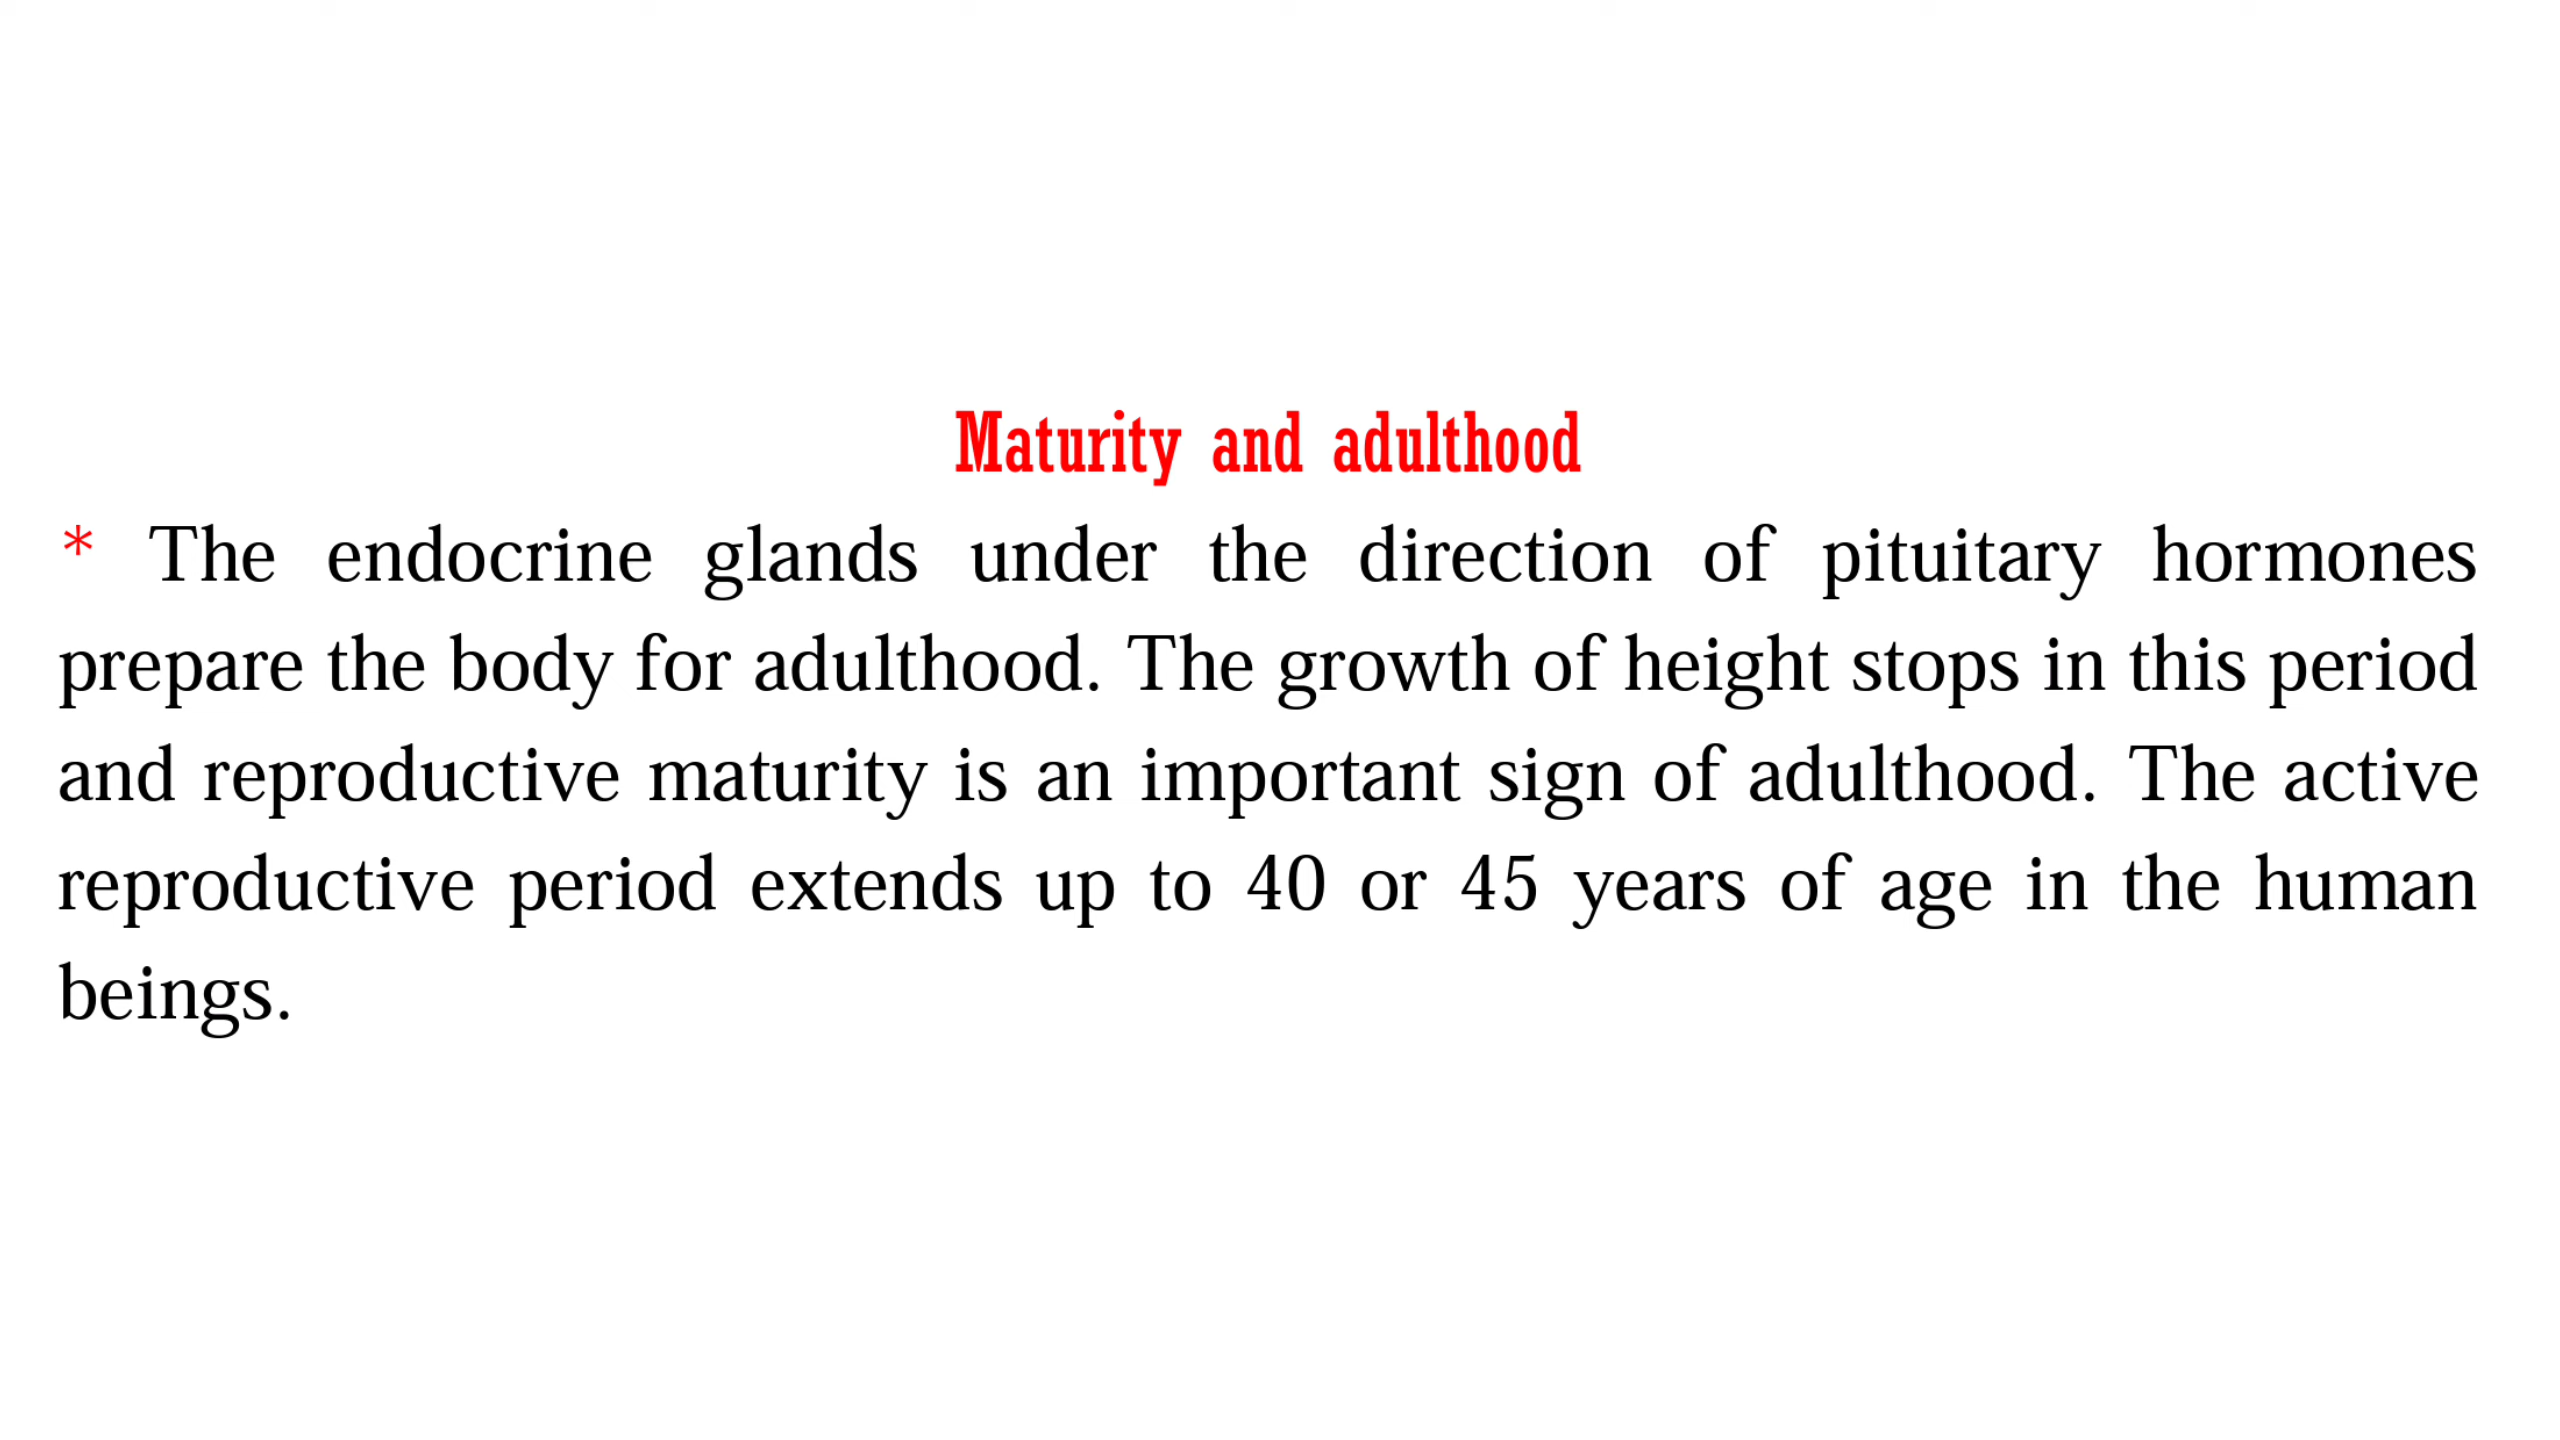 Maturity and adulthood
* The endocrine glands under the direction of pituitary hormones
prepare the body for adulthood. The growth of height stops in this period
and reproductive maturity is an important sign of adulthood. The active
reproductive period extends up to 40 or 45 years of age in the human
beings.